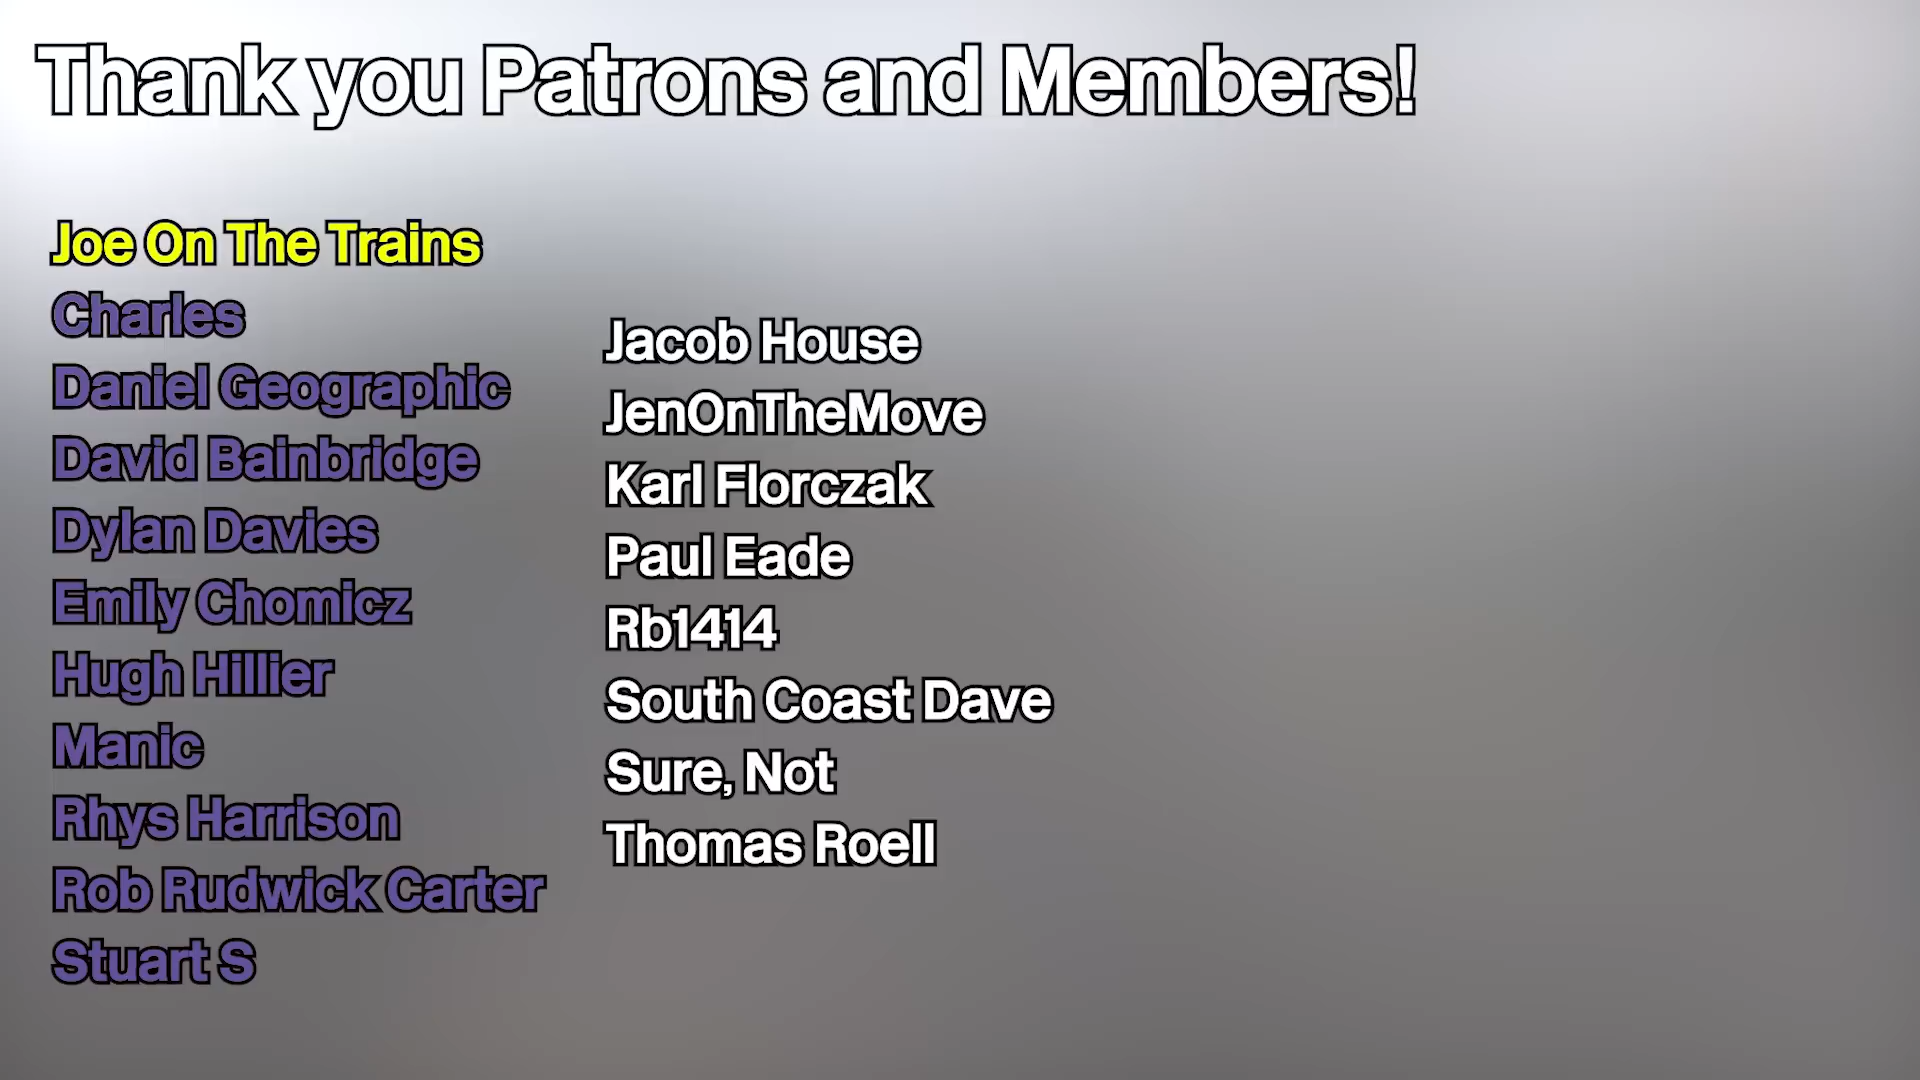 Thank you Patrons and Members!
Joe On The Trains
Charles
Daniel Geographic
David Bainbridge
Dylan Davies
Emily Chomicz
Hugh Hillier
Manic
Rhys Harrison
Rob Rudwick Carter
Stuart S
Jacob House
JenOnTheMove
Karl Florczak
Paul Eade
Rb1414
South Coast Dave
Sure, Not
Thomas Roell